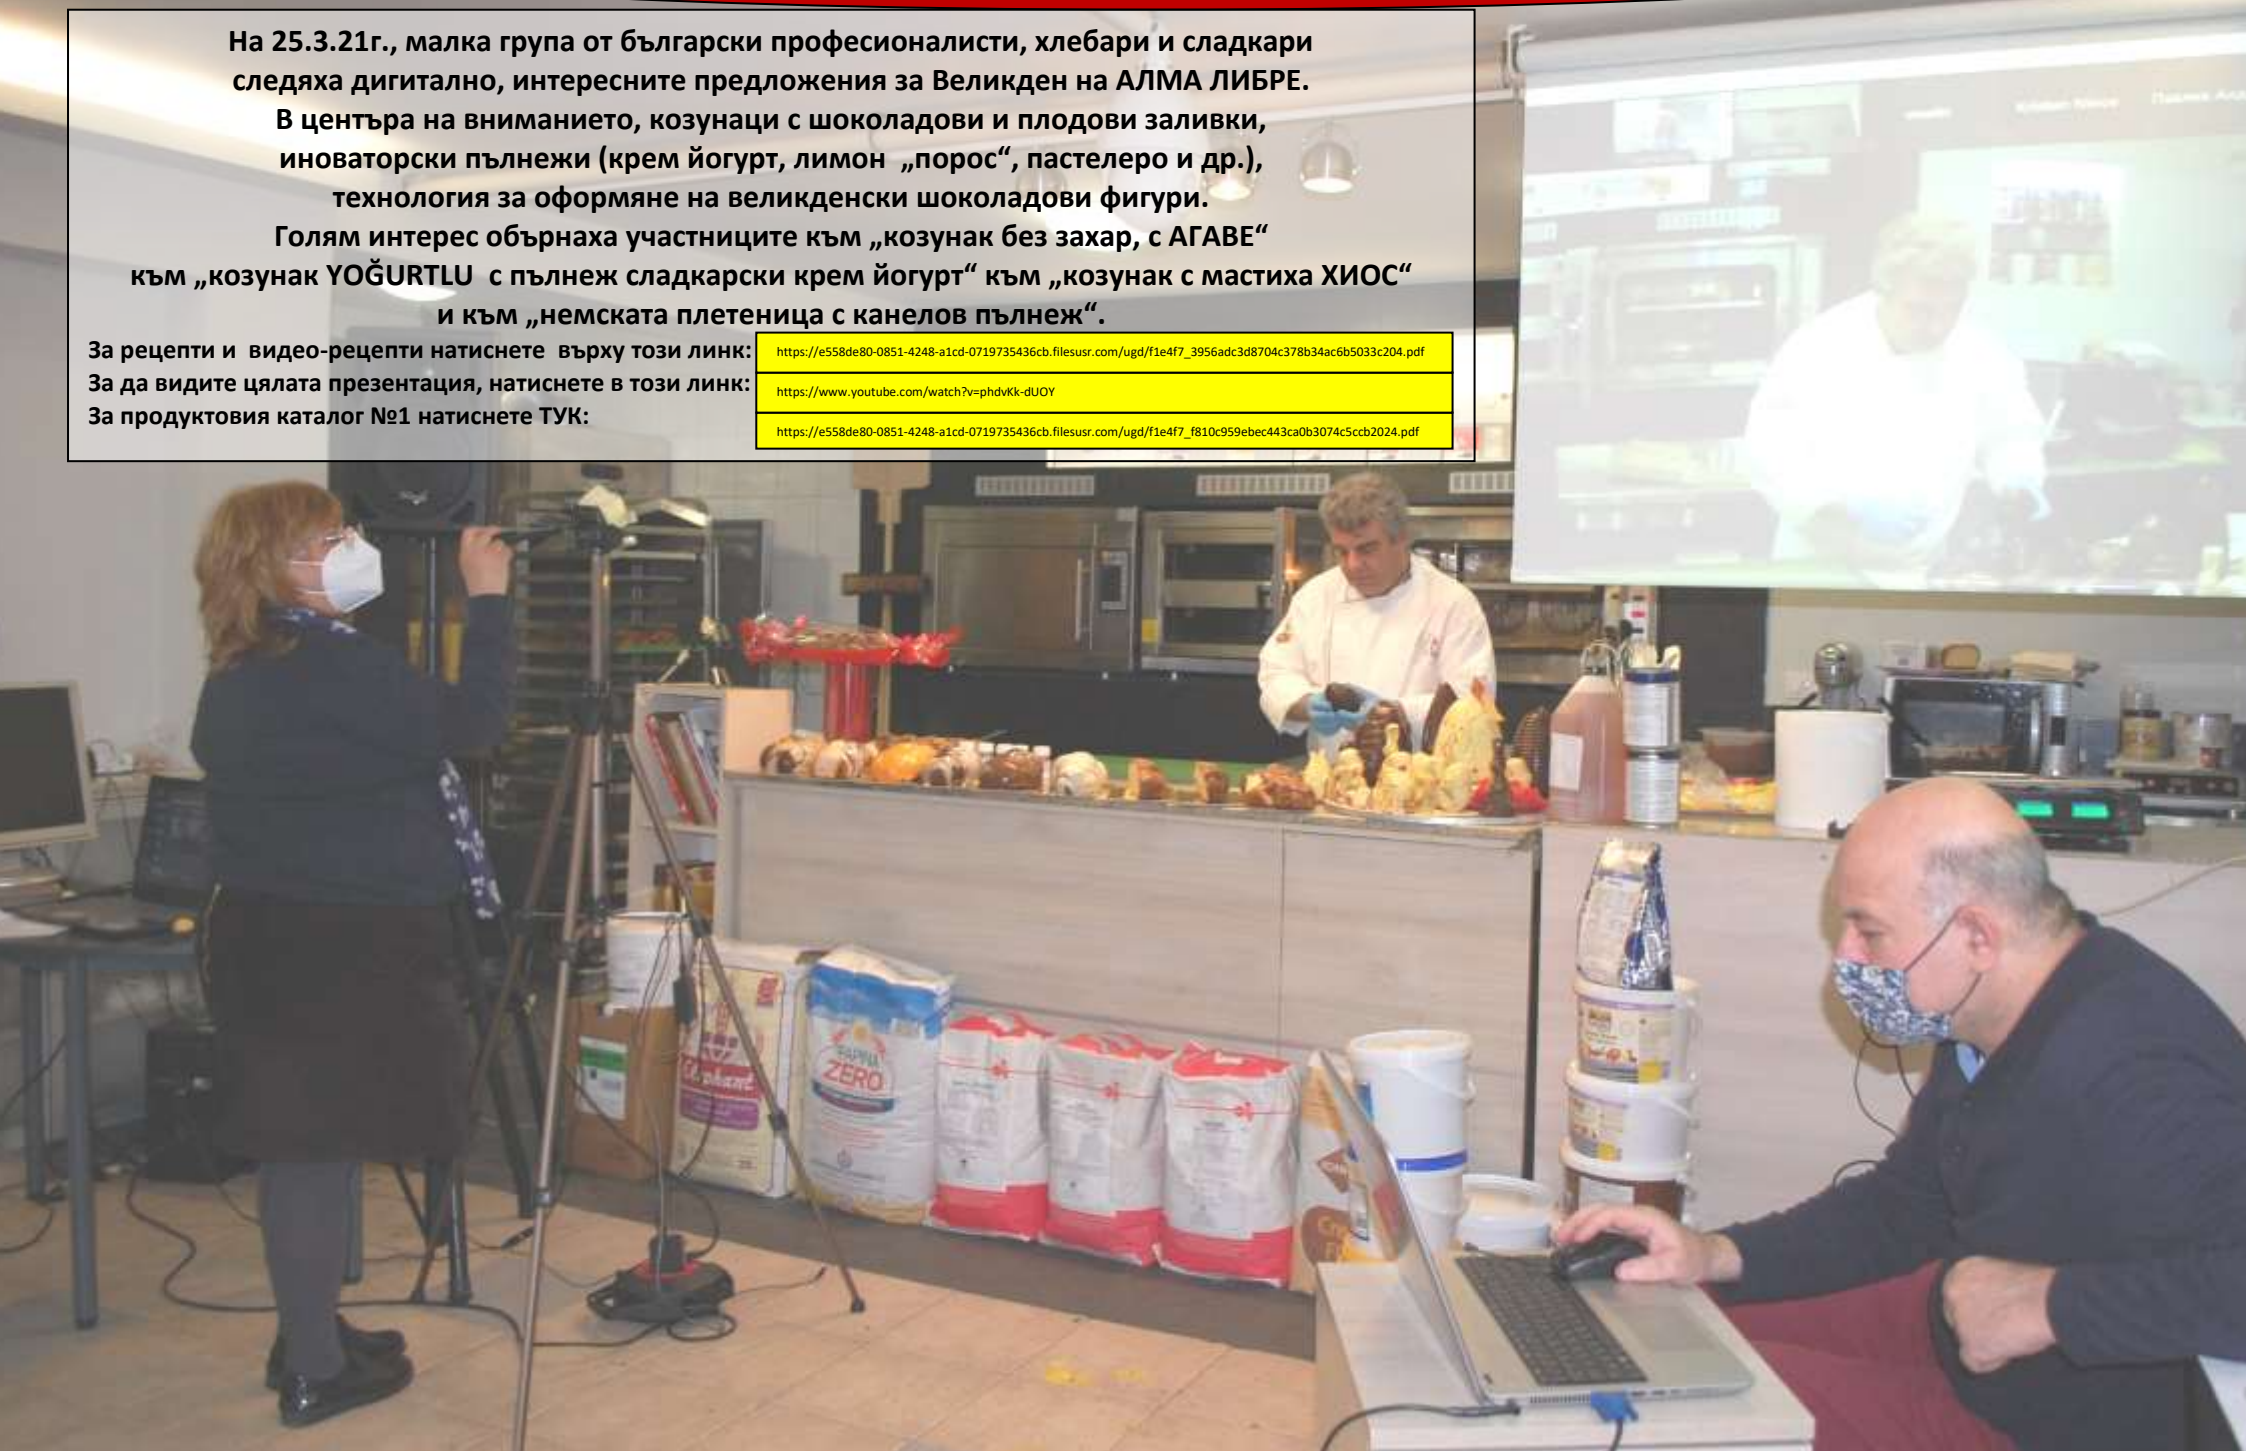 На 25.3.21г., малка група от български професионалисти, хлебари и сладкари
следяха дигитално, интересните предложения за Великден на АЛМА ЛИБРЕ.
В центъра на вниманието, козунаци с шоколадови и плодови заливки,
иноваторски пълнежи (крем йогурт, лимон „порос“, пастелеро и др.),
технология за оформяне на великденски шоколадови фигури.
Голям интерес обърнаха участниците към „козунак без захар, с АГАВЕ“
към „козунак YOĞURTLU с пълнеж сладкарски крем йогурт“ към „козунак с мастиха ХИОС“
и към „немската плетеница с канелов пълнеж“.
За рецепти и видео-рецепти натиснете върху този линк: https://e558de80-0851-4248-a1cd-0719735436cb.filesusr.com/ugd/f1e4f7_3956adc3d8704c378b34ac6b5033c204.pdf
За да видите цялата презентация, натиснете в този линк: https://www.youtube.com/watch?v=phdvKk-dUOY
За продуктовия каталог №1 натиснете ТУК: https://e558de80-0851-4248-a1cd-0719735436cb.filesusr.com/ugd/f1e4f7_f810c959ebec443ca0b3074c5ccb2024.pdf
Elephant
ZERO